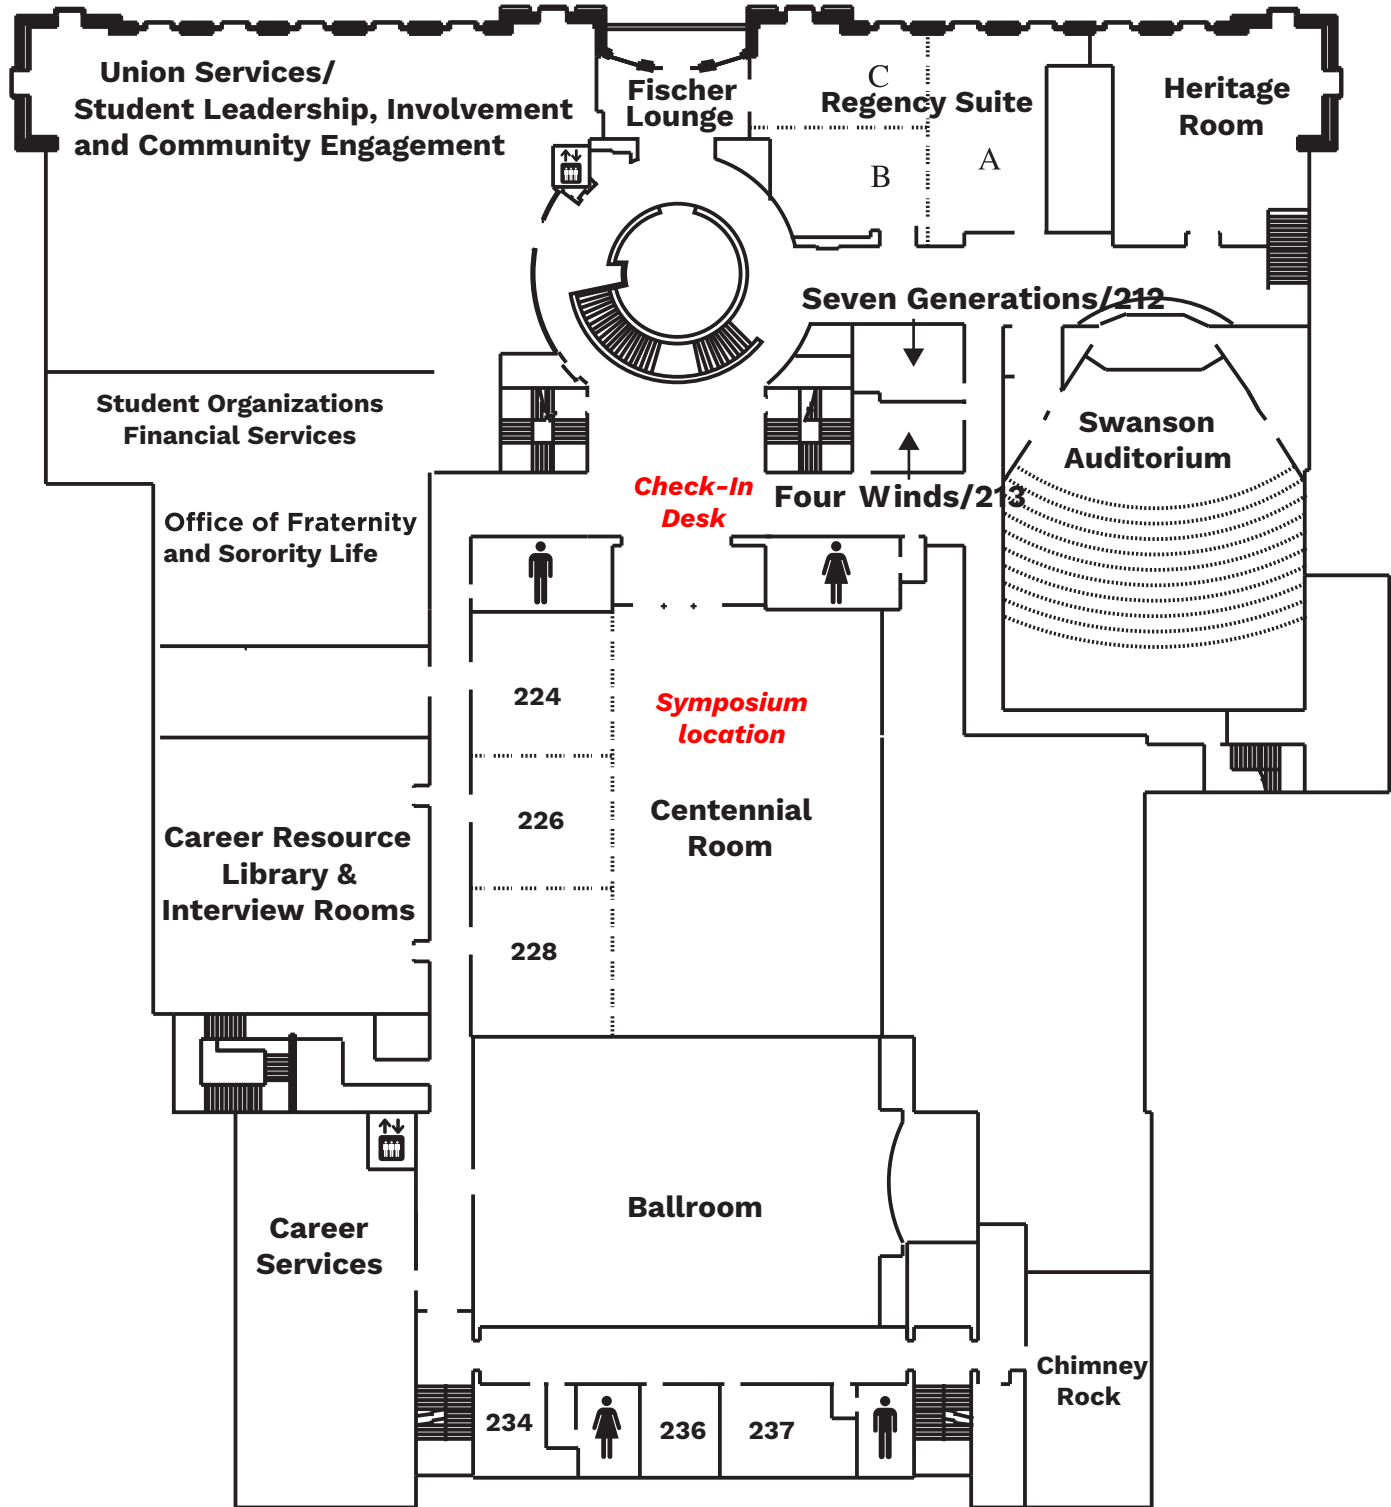 Union Services/
Student Leadership, Involvement
and Community Engagement
Fischer
Lounge
C
Regency Suite
B
A
Heritage
Room
Seven Generations/212
Student Organizations
Financial Services
Swanson
Auditorium
Check-In
Desk
Four Winds/213
Office of Fraternity
and Sorority Life
224
Symposium
location
226
Centennial
Room
Career Resource
Library &
Interview Rooms
228
Ballroom
Career
Services
Chimney
Rock
234
236
237